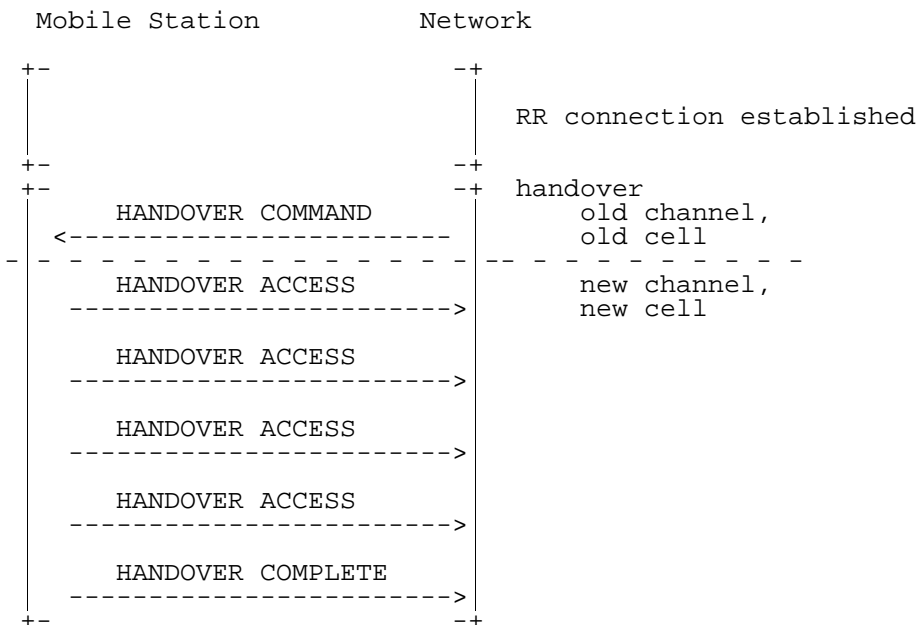 Mobile Station Network
RR connection established
handover
HANDOVER COMMAND old channel,
old cell
HANDOVER ACCESS new channel,
new cell
HANDOVER ACCESS
HANDOVER ACCESS
HANDOVER ACCESS
HANDOVER COMPLETE